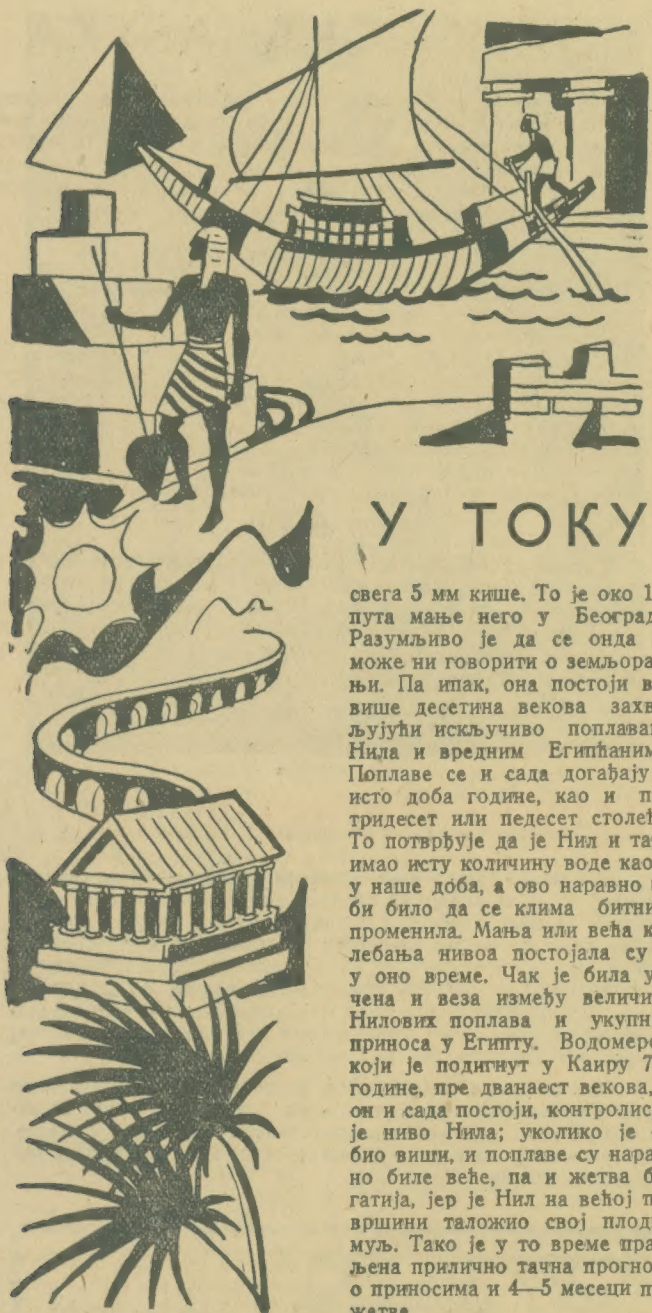 У ТОКУ
свега 5 мм кише. То је око 1
пута мање него у Београд
Разумљиво је да се онда
може ни говорити о земљора
њи. Па ипак, она постоји в
више десетина векова захв
љујући искључиво поплава
Нила и вредним Египћаним
Поплаве се и сада догађају
исто доба године, као и п
тридесет или педесет столе
То потврђује да је Нил и та
имао исту количину воде као
у наше доба, а ово наравно
би било да се клима битни
променила. Мања или већа к
лебања нивоа постојала су
у оно време. Чак је била у
чена и веза између величи
Нилових поплава и укупн
приноса у Египту. Водомер
који је подигнут у Каиру 7
године, пре дванаест векова,
он и сада постоји, контролис
је ниво Нила; уколико је
био виши, и поплаве су нара
но биле веће, па и жетва б
гатија, јер је Нил на већој п
вршини таложио свој плод
муљ. Тако је у то време пра
љена прилично тачна прогно
о приносима и 4—5 месеци п
жетве